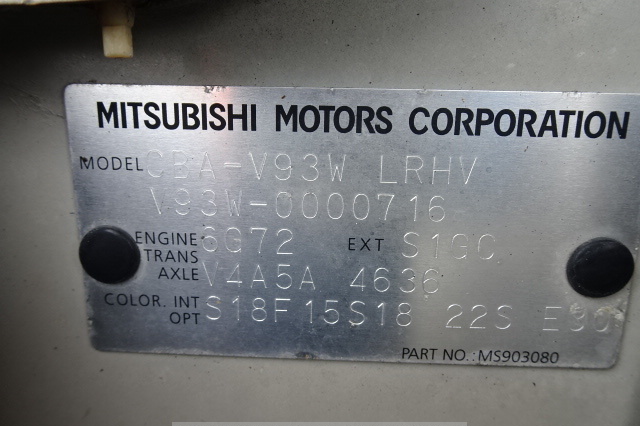 MITSUBISHI MOTORS CORPORATION
MODEL CBA-V93W LRHV
V93W-0000716
ENGINE 6G72 EXT S18C
TRANS AXLE V4A5A 4636
COLOR. INT OPT S18F15S18 22S E90
PART NO.: MS903080